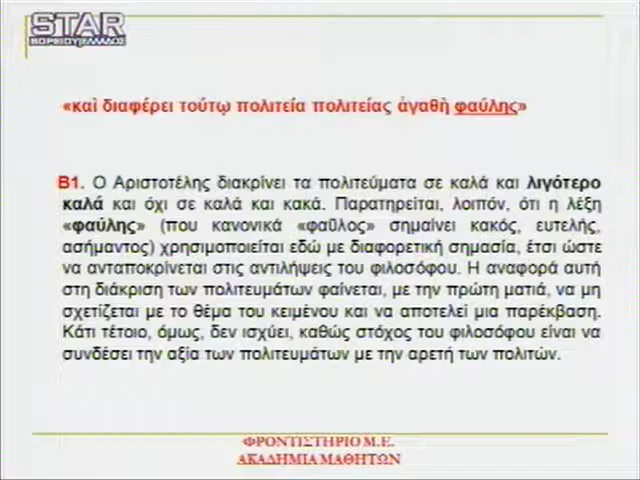 STAR
ΒΟΡΕΙΟΥ ΕΛΛΑΔΟΣ
«καὶ διαφέρει τούτῳ πολιτεία πολιτείας ἀγαθὴ φαύλης»
Β1. Ο Αριστοτέλης διακρίνει τα πολιτεύματα σε καλά και λιγότερο
καλά και όχι σε καλά και κακά. Παρατηρείται, λοιπόν, ότι η λέξη
«φαύλης» (που κανονικά «φαῦλος» σημαίνει κακός, ευτελής,
ασήμαντος) χρησιμοποιείται εδώ με διαφορετική σημασία, έτσι ώστε
να ανταποκρίνεται στις αντιλήψεις του φιλοσόφου. Η αναφορά αυτή
στη διάκριση των πολιτευμάτων φαίνεται, με την πρώτη ματιά, να μη
σχετίζεται με το θέμα του κειμένου και να αποτελεί μια παρέκβαση.
Κάτι τέτοιο, όμως, δεν ισχύει, καθώς στόχος του φιλοσόφου είναι να
συνδέσει την αξία των πολιτευμάτων με την αρετή των πολιτών.
ΦΡΟΝΤΙΣΤΗΡΙΟ Μ.Ε.
ΑΚΑΔΗΜΙΑ ΜΑΘΗΤΩΝ